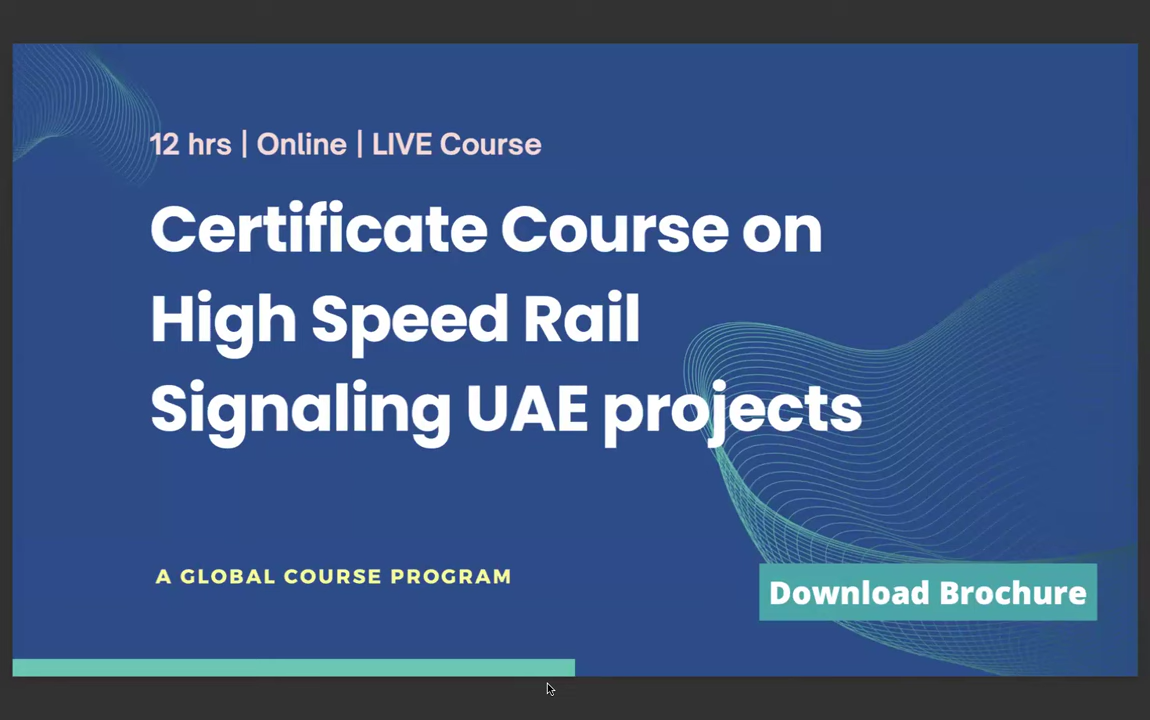 12 hrs | Online | LIVE Course
Certificate Course on
High Speed Rail
Signaling UAE projects
A GLOBAL COURSE PROGRAM
Download Brochure